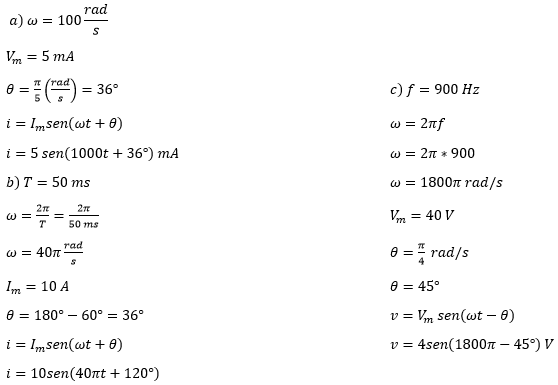 a) ω = 100 rad/s
V_m = 5 mA
θ = π/5 (rad/s) = 36°
i = I_m sen(ωt + θ)
i = 5 sen(1000t + 36°) mA
b) T = 50 ms
ω = 2π/T = 2π/50 ms
ω = 40π rad/s
I_m = 10 A
θ = 180° − 60° = 36°
i = I_m sen(ωt + θ)
i = 10sen(40πt + 120°)
c) f = 900 Hz
ω = 2πf
ω = 2π * 900
ω = 1800π rad/s
V_m = 40 V
θ = π/4 rad/s
θ = 45°
v = V_m sen(ωt − θ)
v = 4sen(1800π − 45°) V